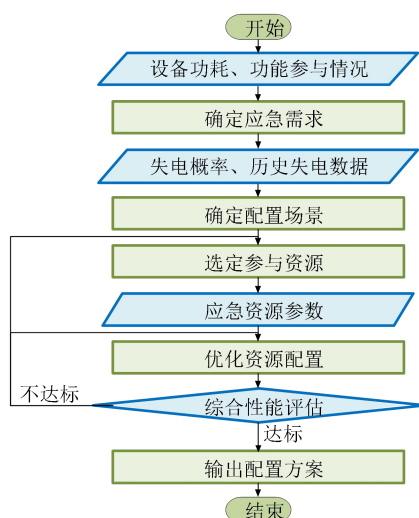 开始
设备功耗、功能参与情况
确定应急需求
失电概率、历史失电数据
确定配置场景
选定参与资源
应急资源参数
优化资源配置
不达标
综合性能评估
达标
输出配置方案
结束